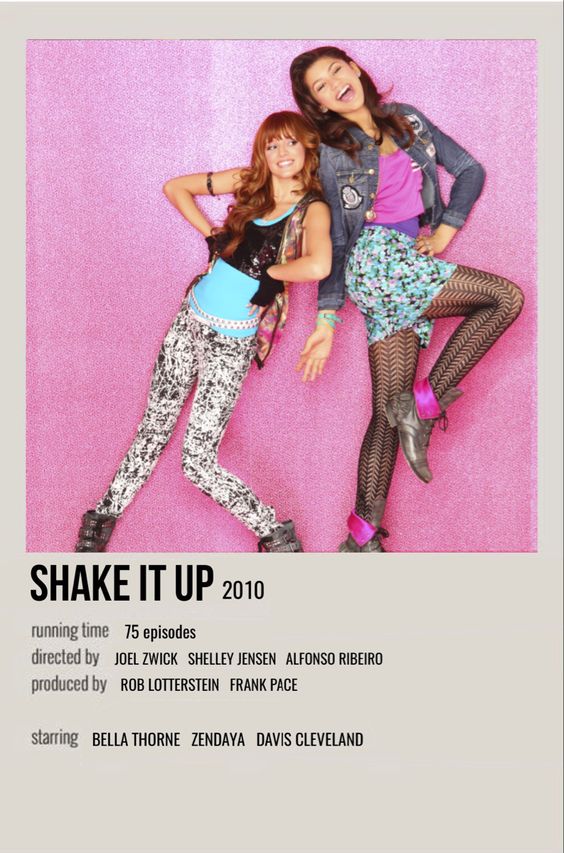 SHAKE IT UP 2010
running time 75 episodes
directed by JOEL ZWICK SHELLEY JENSEN ALFONSO RIBEIRO
produced by ROB LOTTERSTEIN FRANK PACE
starring BELLA THORNE ZENDAYA DAVIS CLEVELAND